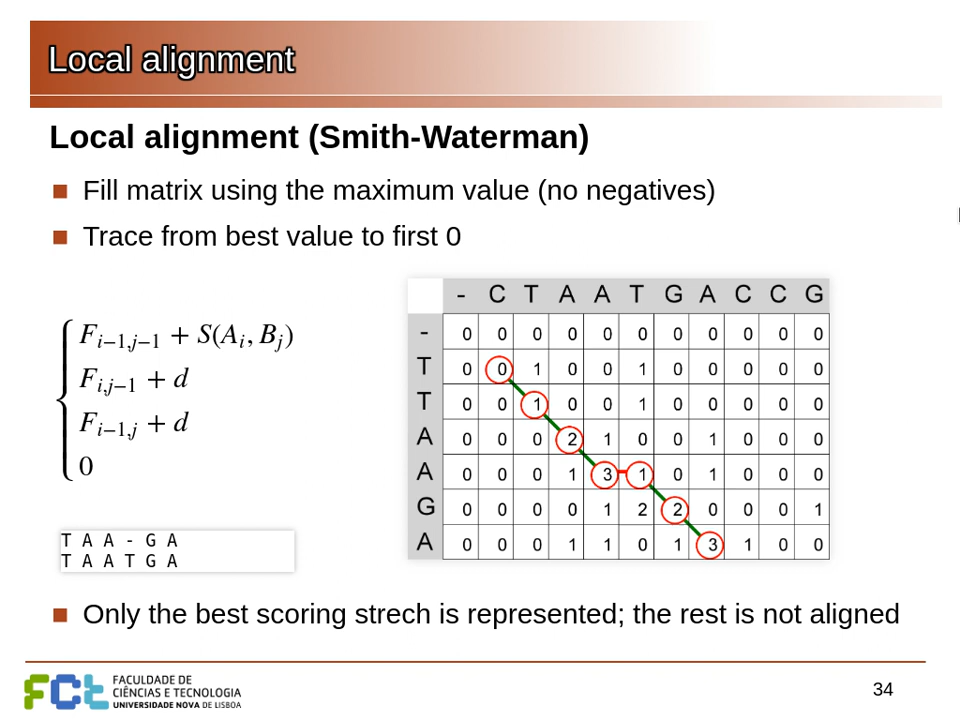 Local alignment
Local alignment (Smith-Waterman)
Fill matrix using the maximum value (no negatives)
Trace from best value to first 0
F_{i−1,j−1} + S(A_i, B_j)
F_{i,j−1} + d
F_{i−1,j} + d
0
- C T A A T G A C C G
- 0 0 0 0 0 0 0 0 0 0 0
T 0 0 1 0 0 1 0 0 0 0 0
T 0 0 1 0 0 1 0 0 0 0 0
A 0 0 0 2 1 0 0 1 0 0 0
A 0 0 0 1 3 1 0 1 0 0 0
G 0 0 0 0 1 2 2 0 0 0 1
A 0 0 0 1 1 0 1 3 1 0 0
T A A - G A
T A A T G A
Only the best scoring strech is represented; the rest is not aligned
FCt
FACULDADE DE
CIÊNCIAS E TECNOLOGIA
UNIVERSIDADE NOVA DE LISBOA
34